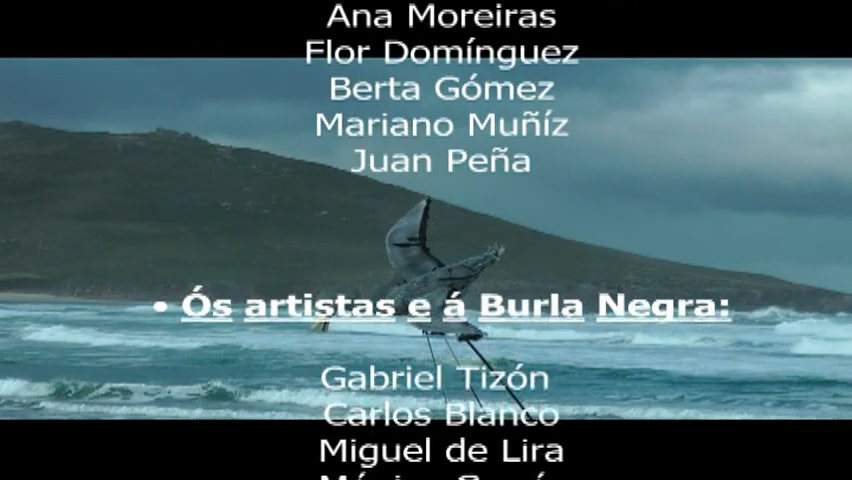 Ana Moreiras
Flor Domínguez
Berta Gómez
Mariano Muñíz
Juan Peña
• Ós artistas e á Burla Negra:
Gabriel Tizón
Carlos Blanco
Miguel de Lira